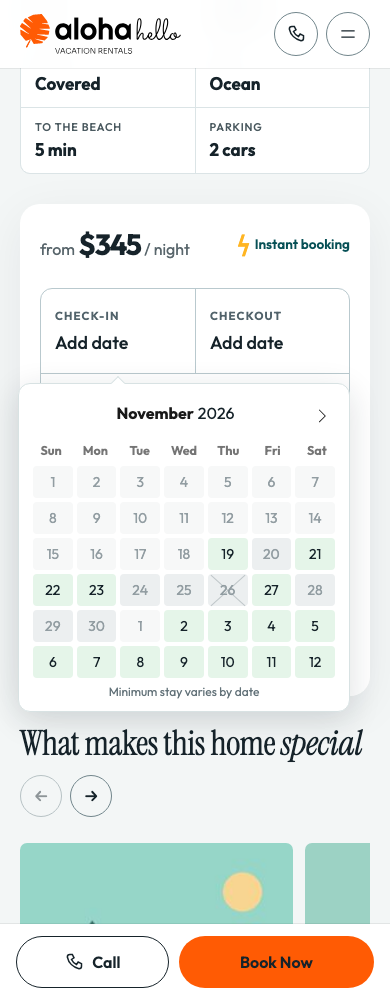 aloha hello
VACATION RENTALS
Covered Ocean
TO THE BEACH PARKING
5 min 2 cars
from $345 / night Instant booking
CHECK-IN CHECKOUT
Add date Add date
November 2026
Sun Mon Tue Wed Thu Fri Sat
1 2 3 4 5 6 7
8 9 10 11 12 13 14
15 16 17 18 19 20 21
22 23 24 25 26 27 28
29 30 1 2 3 4 5
6 7 8 9 10 11 12
Minimum stay varies by date
What makes this home special
Call Book Now